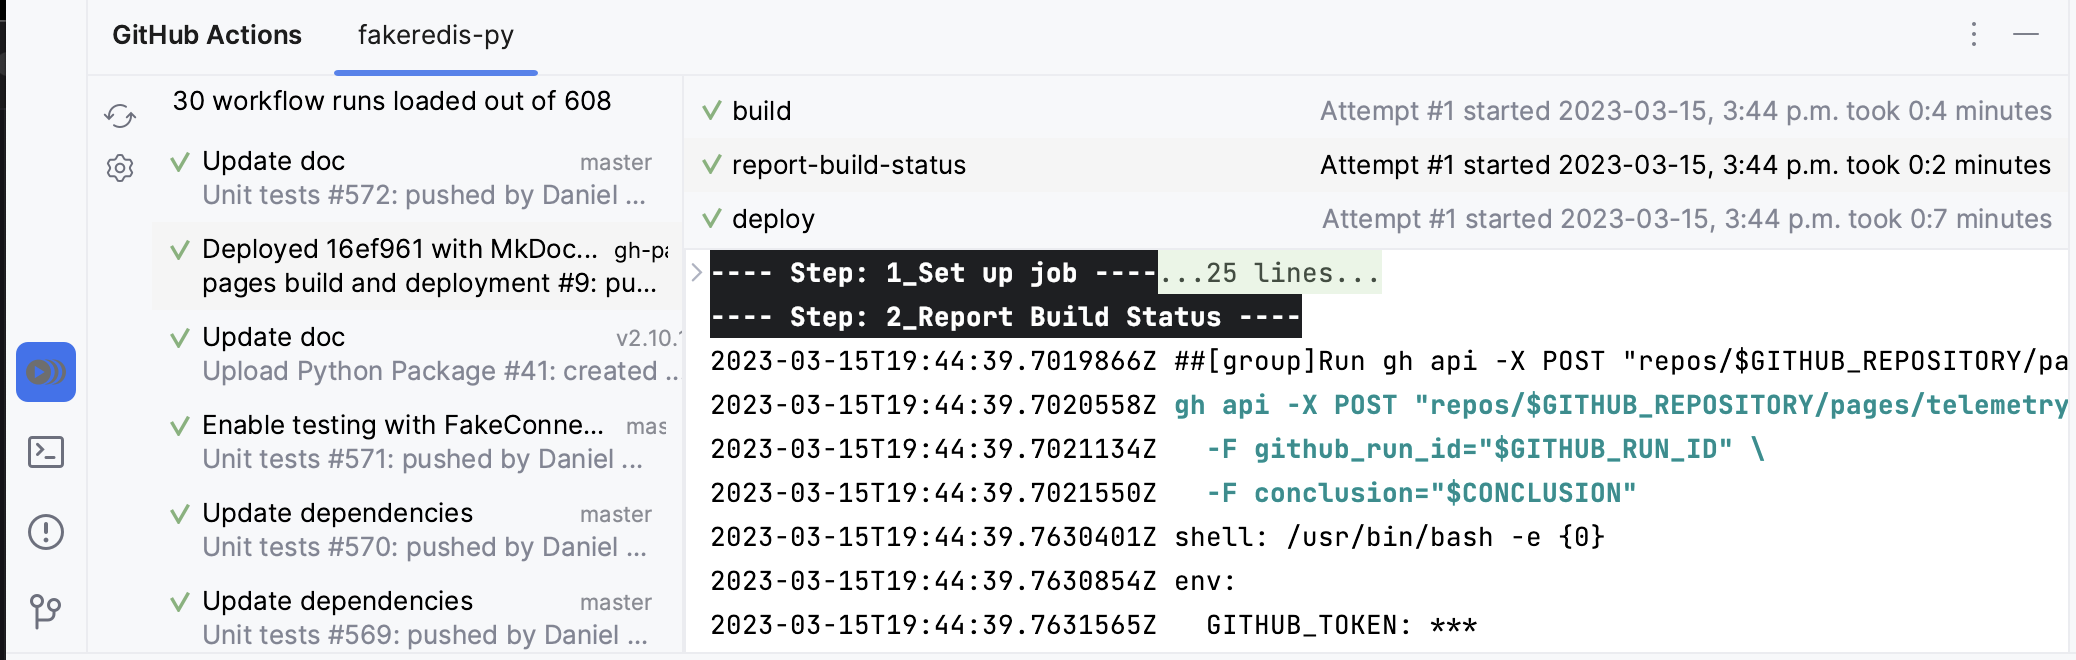 GitHub Actions fakeredis-py
30 workflow runs loaded out of 608
Update doc master
Unit tests #572: pushed by Daniel ...
Deployed 16ef961 with MkDoc... gh-pa
pages build and deployment #9: pu...
Update doc v2.10.1
Upload Python Package #41: created ..
Enable testing with FakeConne... mas
Unit tests #571: pushed by Daniel ...
Update dependencies master
Unit tests #570: pushed by Daniel ...
Update dependencies master
Unit tests #569: pushed by Daniel ...
build Attempt #1 started 2023-03-15, 3:44 p.m. took 0:4 minutes
report-build-status Attempt #1 started 2023-03-15, 3:44 p.m. took 0:2 minutes
deploy Attempt #1 started 2023-03-15, 3:44 p.m. took 0:7 minutes
---- Step: 1_Set up job ----...25 lines...
---- Step: 2_Report Build Status ----
2023-03-15T19:44:39.7019866Z ##[group]Run gh api -X POST "repos/$GITHUB_REPOSITORY/pa
2023-03-15T19:44:39.7020558Z gh api -X POST "repos/$GITHUB_REPOSITORY/pages/telemetry
2023-03-15T19:44:39.7021134Z   -F github_run_id="$GITHUB_RUN_ID" \
2023-03-15T19:44:39.7021550Z   -F conclusion="$CONCLUSION"
2023-03-15T19:44:39.7630401Z shell: /usr/bin/bash -e {0}
2023-03-15T19:44:39.7630854Z env:
2023-03-15T19:44:39.7631565Z   GITHUB_TOKEN: ***